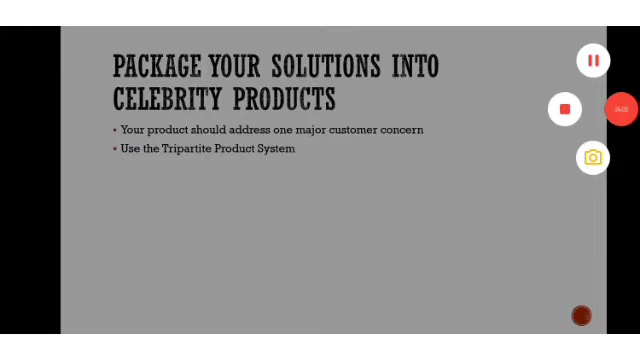 PACKAGE YOUR SOLUTIONS INTO
CELEBRITY PRODUCTS
• Your product should address one major customer concern
• Use the Tripartite Product System